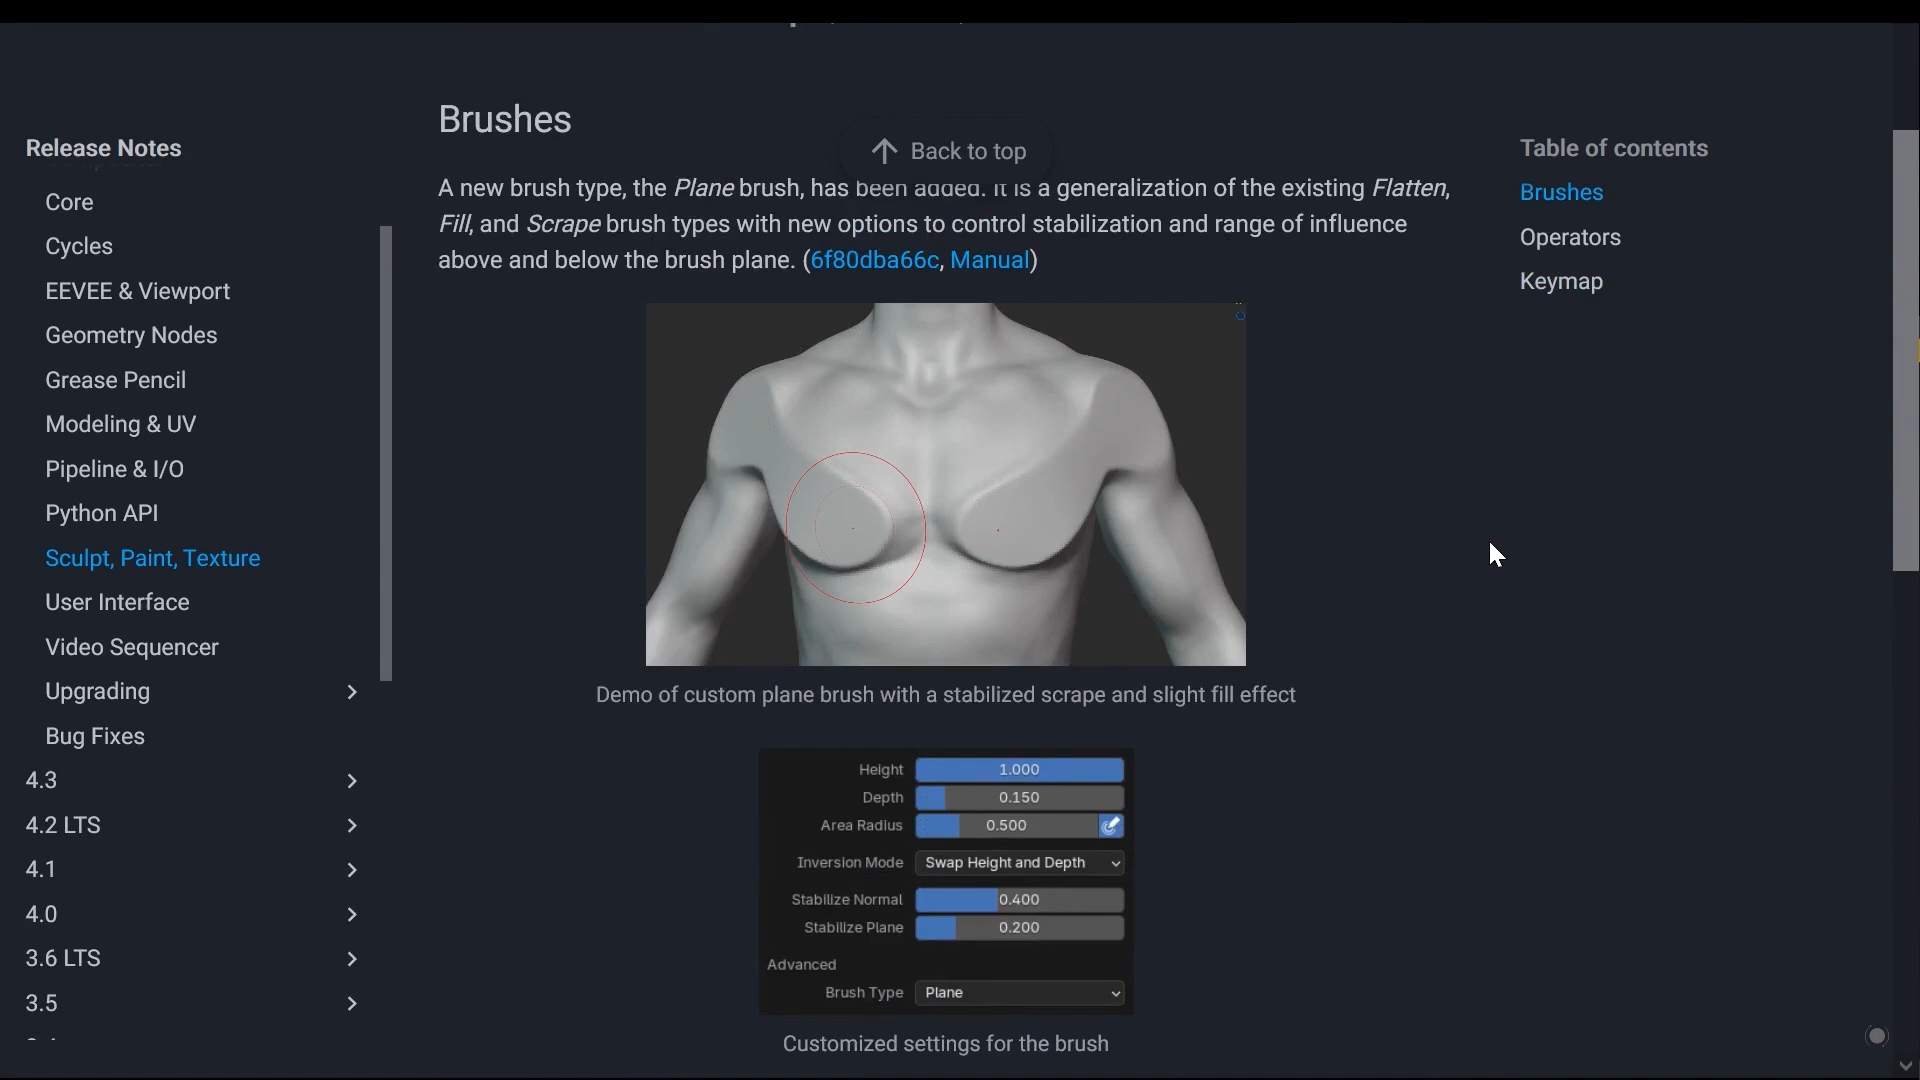 Release Notes
Core
Cycles
EEVEE & Viewport
Geometry Nodes
Grease Pencil
Modeling & UV
Pipeline & I/O
Python API
Sculpt, Paint, Texture
User Interface
Video Sequencer
Upgrading
Bug Fixes
4.3
4.2 LTS
4.1
4.0
3.6 LTS
3.5
Brushes
Back to top
A new brush type, the Plane brush, has been added. It is a generalization of the existing Flatten,
Fill, and Scrape brush types with new options to control stabilization and range of influence
above and below the brush plane. (6f80dba66c, Manual)
Demo of custom plane brush with a stabilized scrape and slight fill effect
Height 1.000
Depth 0.150
Area Radius 0.500
Inversion Mode Swap Height and Depth
Stabilize Normal 0.400
Stabilize Plane 0.200
Advanced
Brush Type Plane
Customized settings for the brush
Table of contents
Brushes
Operators
Keymap